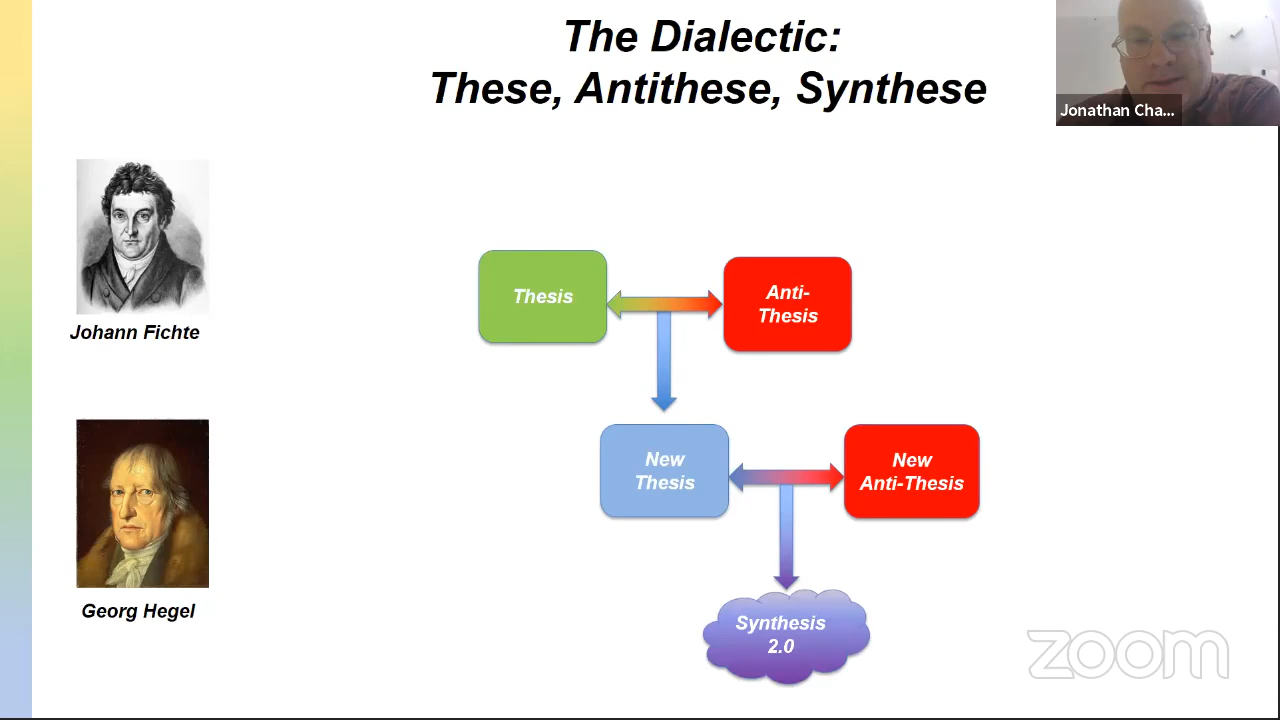 The Dialectic:
These, Antithese, Synthese
Jonathan Cha...
Johann Fichte
Thesis
Anti-
Thesis
New
Thesis
New
Anti-Thesis
Georg Hegel
Synthesis
2.0
zoom